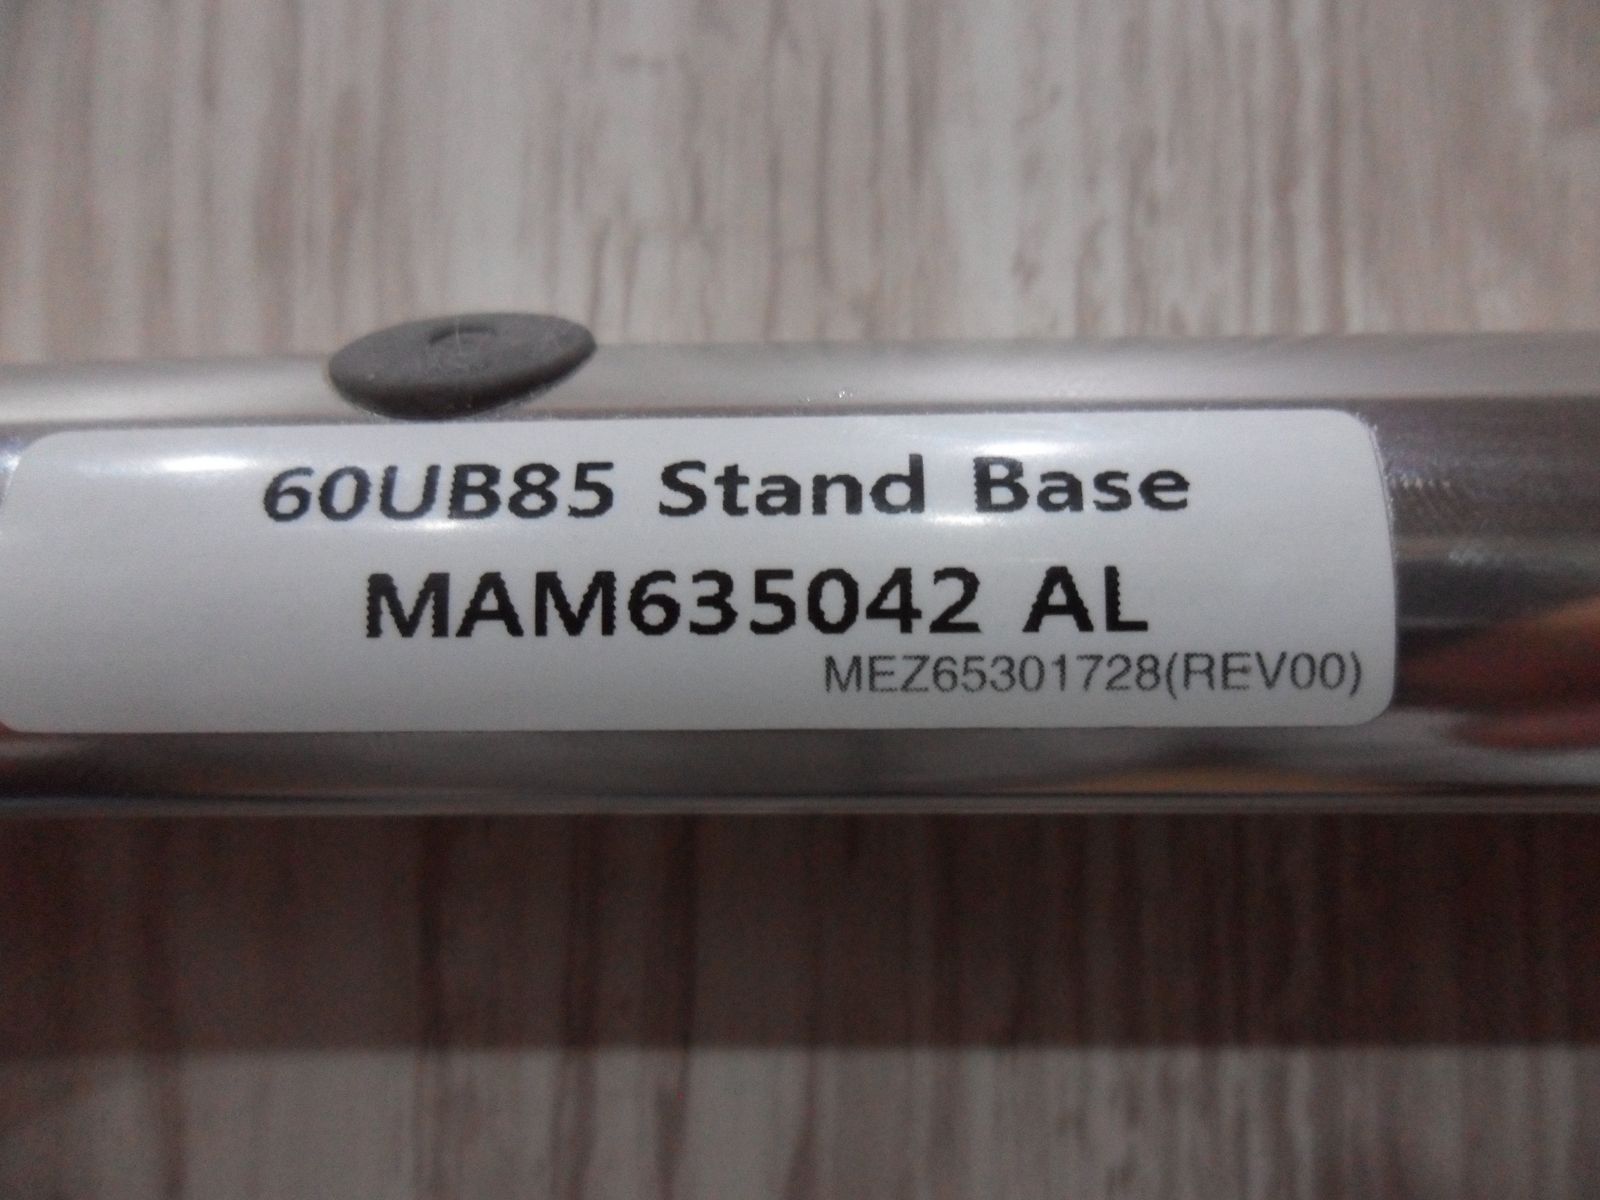 60UB85 Stand Base
MAM635042 AL
MEZ65301728(REV00)